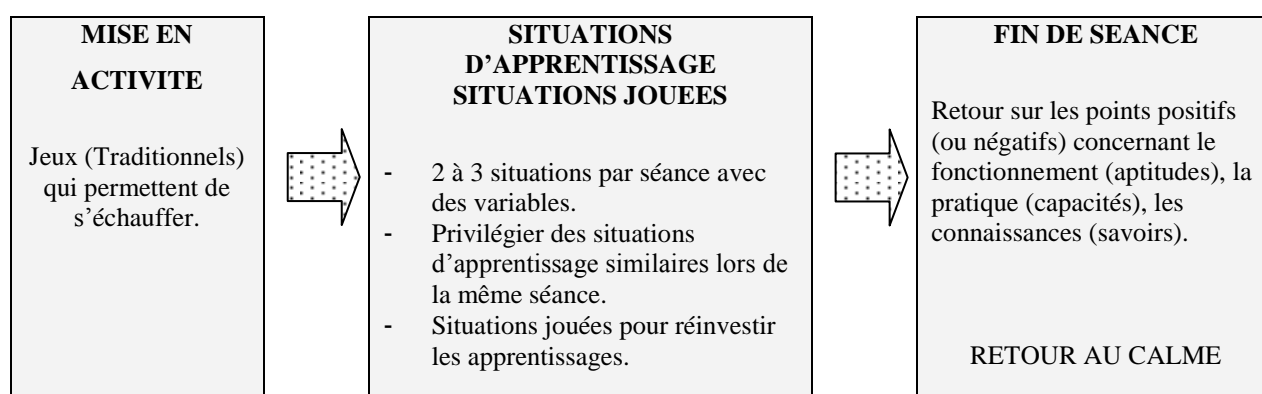 MISE EN
ACTIVITE
Jeux (Traditionnels)
qui permettent de
s’échauffer.
SITUATIONS
D’APPRENTISSAGE
SITUATIONS JOUEES
- 2 à 3 situations par séance avec
des variables.
- Privilégier des situations
d’apprentissage similaires lors de
la même séance.
- Situations jouées pour réinvestir
les apprentissages.
FIN DE SEANCE
Retour sur les points positifs
(ou négatifs) concernant le
fonctionnement (aptitudes), la
pratique (capacités), les
connaissances (savoirs).
RETOUR AU CALME